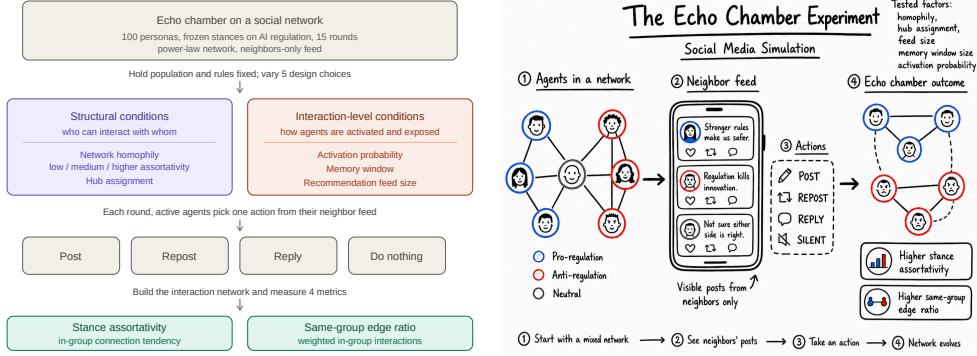 Echo chamber on a social network
100 personas, frozen stances on AI regulation, 15 rounds
power-law network, neighbors-only feed
Hold population and rules fixed; vary 5 design choices
Structural conditions
who can interact with whom
Network homophily
low / medium / higher assortativity
Hub assignment
Interaction-level conditions
how agents are activated and exposed
Activation probability
Memory window
Recommendation feed size
Each round, active agents pick one action from their neighbor feed
Post
Repost
Reply
Do nothing
Build the interaction network and measure 4 metrics
Stance assortativity
in-group connection tendency
Same-group edge ratio
weighted in-group interactions
The Echo Chamber Experiment
Social Media Simulation
Tested factors:
homophily,
hub assignment,
feed size
memory window size
activation probability
1 Agents in a network
Pro-regulation
Anti-regulation
Neutral
2 Neighbor feed
Stronger rules
make us safer.
Regulation kills
innovation.
Not sure either
side is right.
Visible posts from
neighbors only
3 Actions
POST
REPOST
REPLY
SILENT
4 Echo chamber outcome
Higher stance
assortativity
Higher same-group
edge ratio
1 Start with a mixed network
2 See neighbors' posts
3 Take an action
4 Network evolves